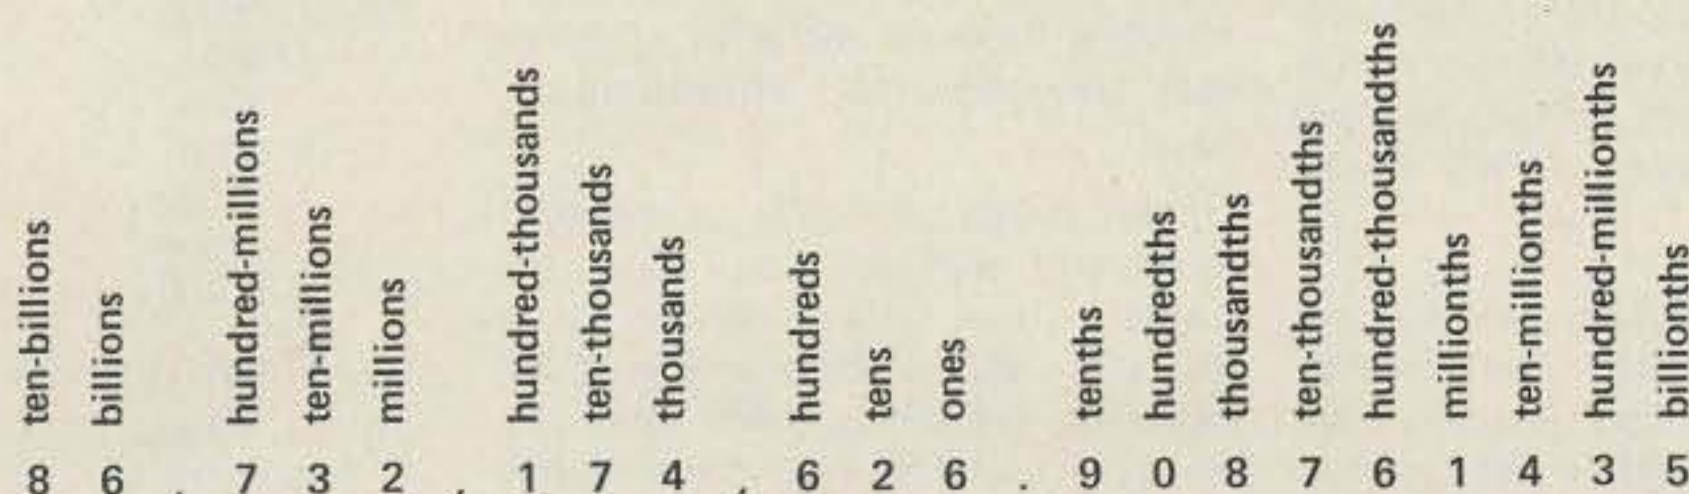 ten-billions
billions
hundred-millions
ten-millions
millions
hundred-thousands
ten-thousands
thousands
hundreds
tens
ones
tenths
hundredths
thousandths
ten-thousandths
hundred-thousandths
millionths
ten-millionths
hundred-millionths
billionths
8 6 , 7 3 2 , 1 7 4 , 6 2 6 . 9 0 8 7 6 1 4 3 5